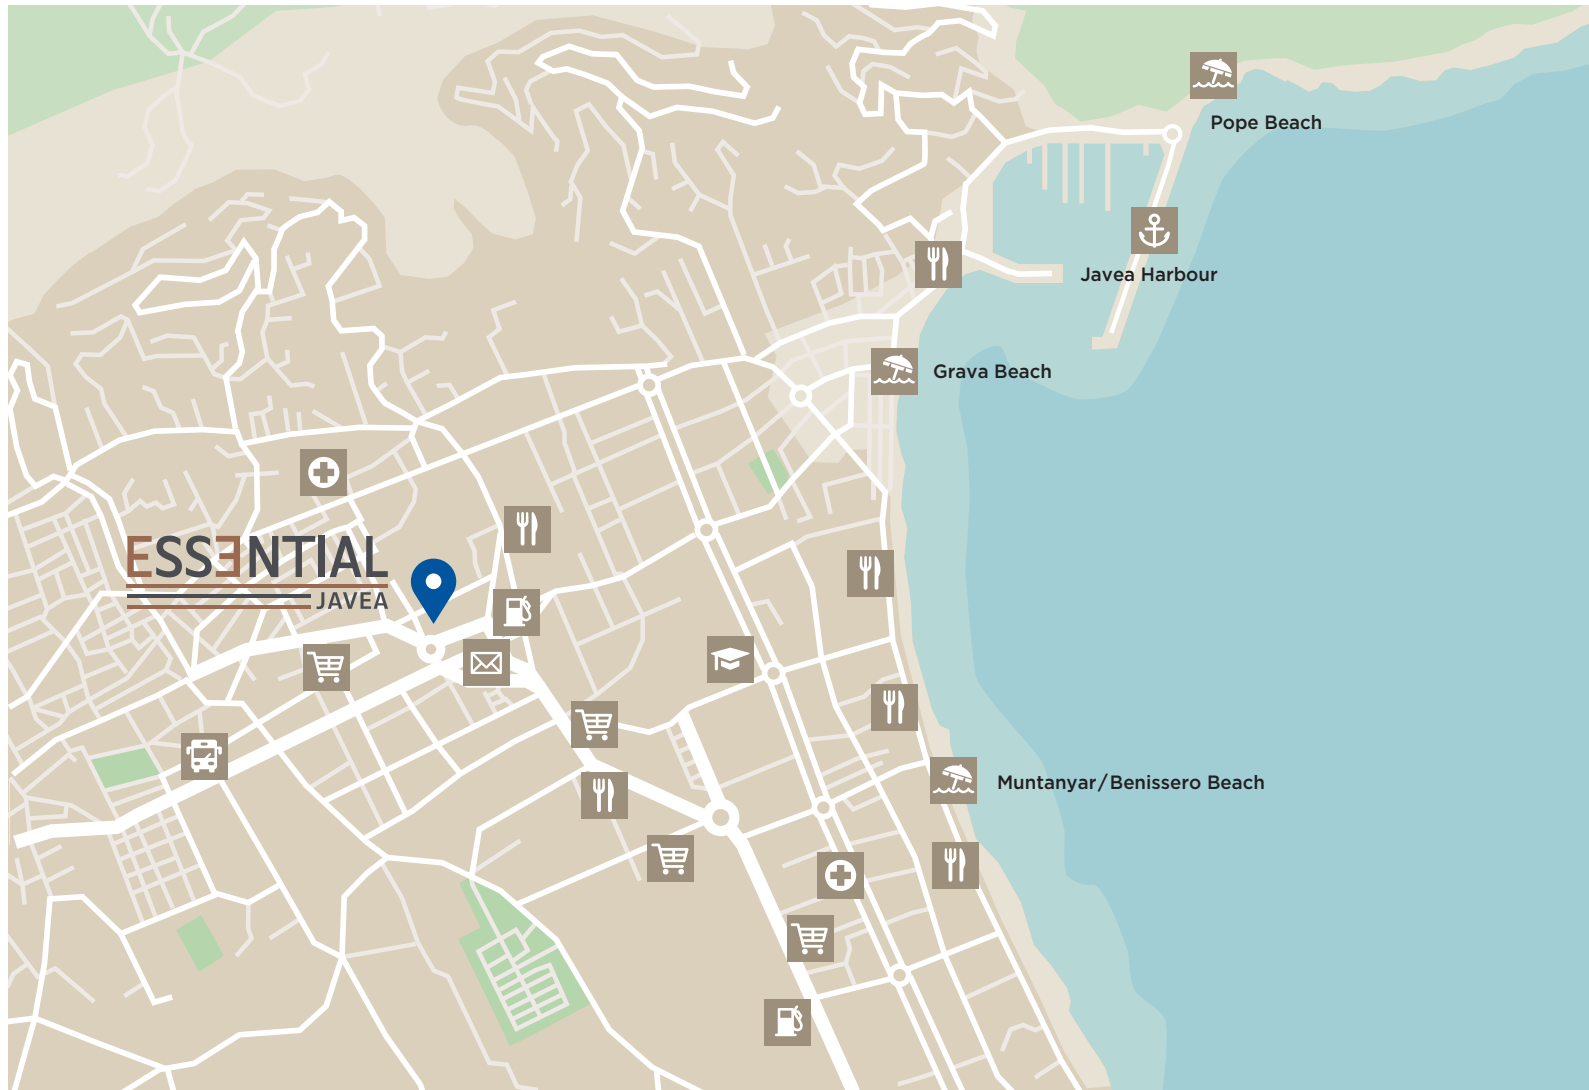 Pope Beach
Javea Harbour
Grava Beach
ESSENTIAL
JAVEA
Muntanyar/Benissero Beach